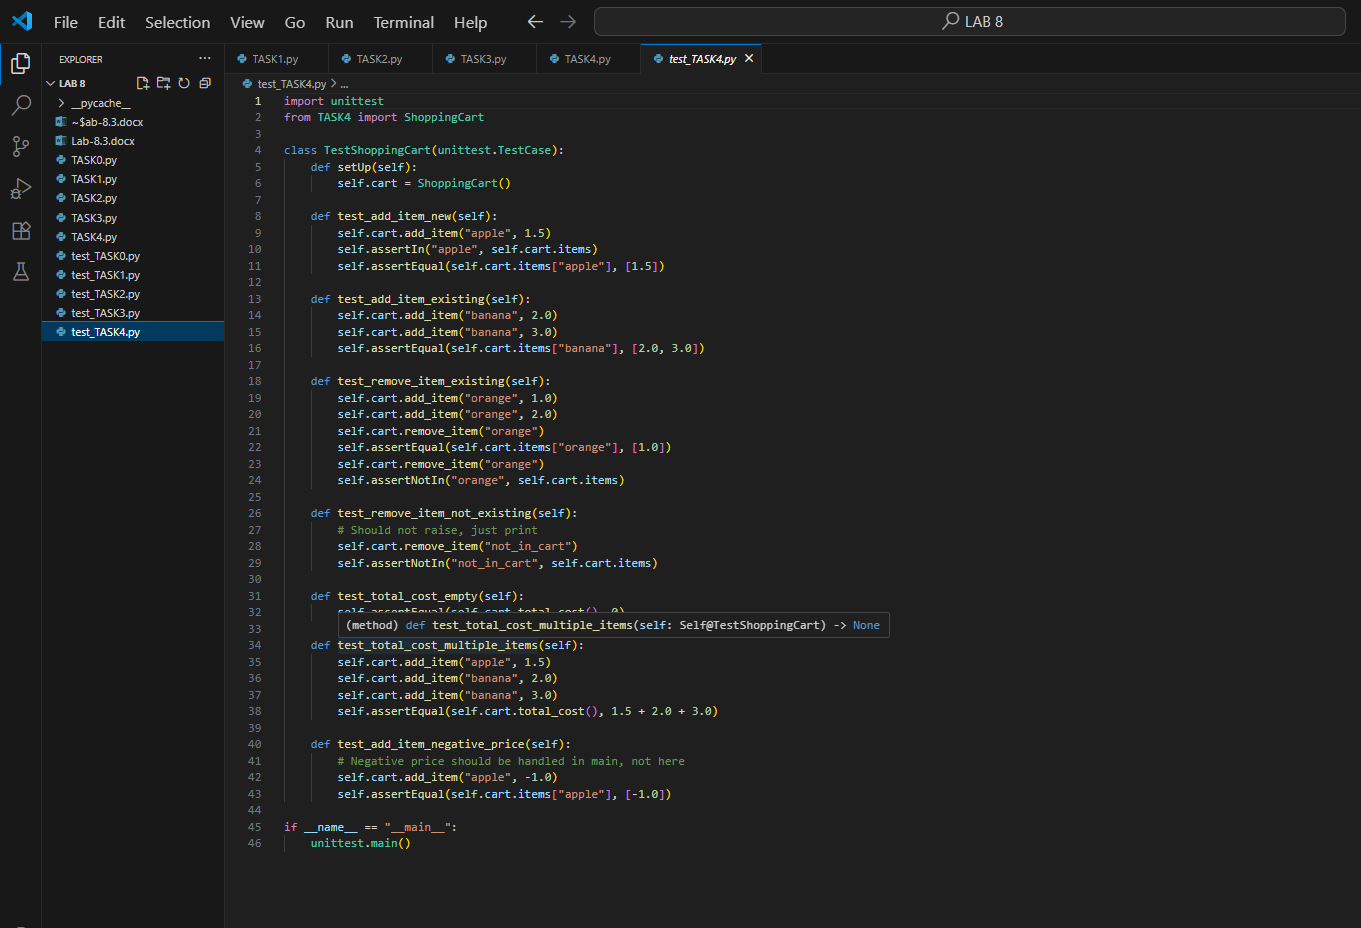 File Edit Selection View Go Run Terminal Help LAB 8
EXPLORER ...
TASK1.py TASK2.py TASK3.py TASK4.py test_TASK4.py
LAB 8
__pycache__
~$ab-8.3.docx
Lab-8.3.docx
TASK0.py
TASK1.py
TASK2.py
TASK3.py
TASK4.py
test_TASK0.py
test_TASK1.py
test_TASK2.py
test_TASK3.py
test_TASK4.py
test_TASK4.py > ...
1 import unittest
2 from TASK4 import ShoppingCart
3
4 class TestShoppingCart(unittest.TestCase):
5     def setUp(self):
6         self.cart = ShoppingCart()
7
8     def test_add_item_new(self):
9         self.cart.add_item("apple", 1.5)
10         self.assertIn("apple", self.cart.items)
11         self.assertEqual(self.cart.items["apple"], [1.5])
12
13     def test_add_item_existing(self):
14         self.cart.add_item("banana", 2.0)
15         self.cart.add_item("banana", 3.0)
16         self.assertEqual(self.cart.items["banana"], [2.0, 3.0])
17
18     def test_remove_item_existing(self):
19         self.cart.add_item("orange", 1.0)
20         self.cart.add_item("orange", 2.0)
21         self.cart.remove_item("orange")
22         self.assertEqual(self.cart.items["orange"], [1.0])
23         self.cart.remove_item("orange")
24         self.assertNotIn("orange", self.cart.items)
25
26     def test_remove_item_not_existing(self):
27         # Should not raise, just print
28         self.cart.remove_item("not_in_cart")
29         self.assertNotIn("not_in_cart", self.cart.items)
30
31     def test_total_cost_empty(self):
32         self.assertEqual(self.cart.total_cost(), 0)
(method) def test_total_cost_multiple_items(self: Self@TestShoppingCart) -> None
33
34     def test_total_cost_multiple_items(self):
35         self.cart.add_item("apple", 1.5)
36         self.cart.add_item("banana", 2.0)
37         self.cart.add_item("banana", 3.0)
38         self.assertEqual(self.cart.total_cost(), 1.5 + 2.0 + 3.0)
39
40     def test_add_item_negative_price(self):
41         # Negative price should be handled in main, not here
42         self.cart.add_item("apple", -1.0)
43         self.assertEqual(self.cart.items["apple"], [-1.0])
44
45 if __name__ == "__main__":
46     unittest.main()